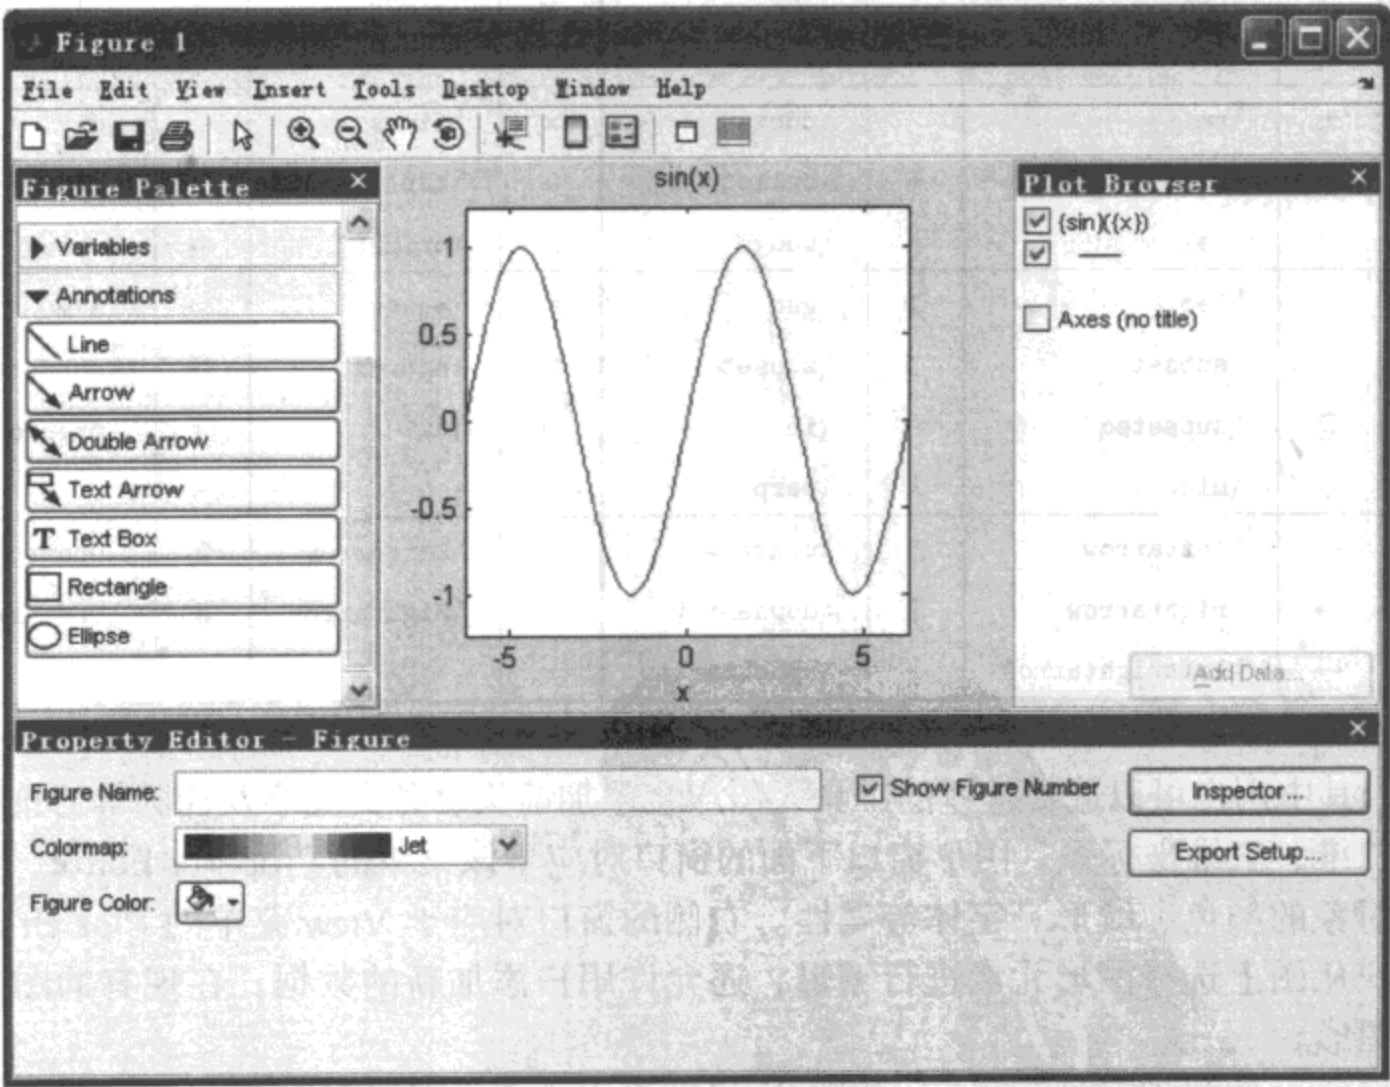 Figure 1
File Edit View Insert Tools Desktop Window Help
Figure Palette
Variables
Annotations
Line
Arrow
Double Arrow
Text Arrow
T Text Box
Rectangle
Ellipse
sin(x)
1
0.5
0
-0.5
-1
-5 0 5
x
Plot Browser
{sin}({x})
Axes (no title)
Add Data...
Property Editor - Figure
Figure Name:
Show Figure Number
Inspector...
Colormap:
Jet
Export Setup...
Figure Color: